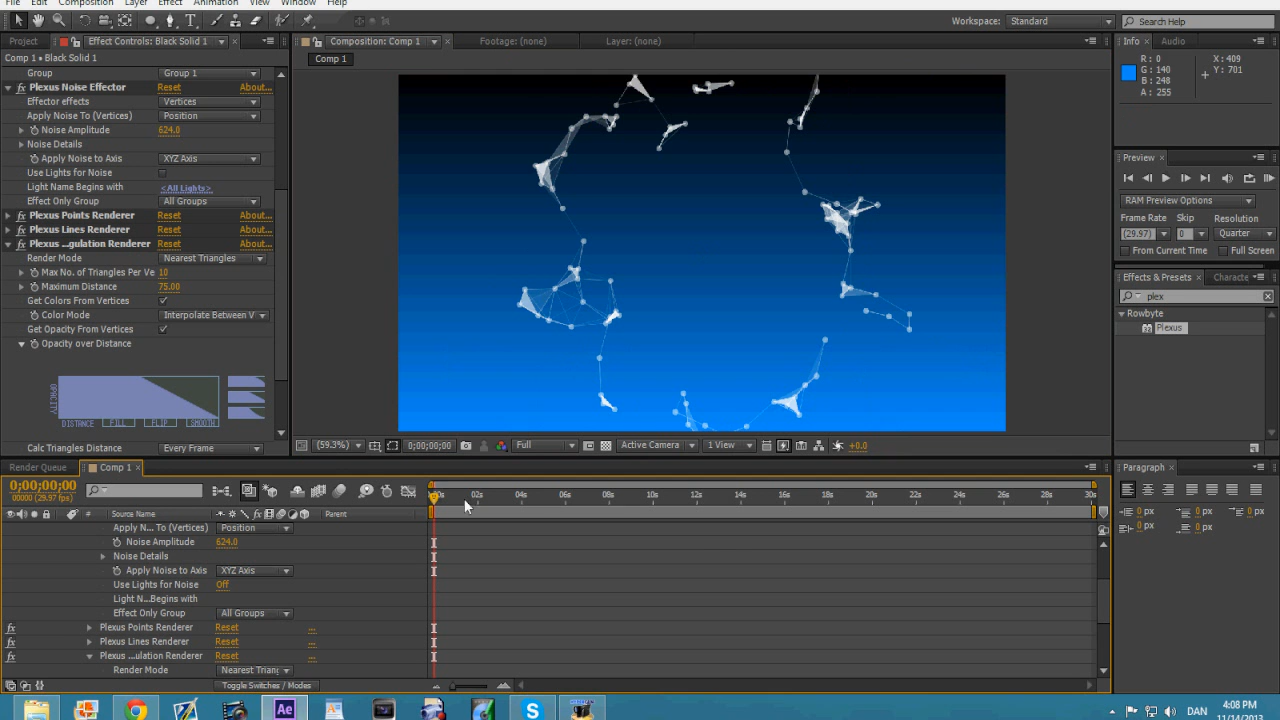 File Edit Composition Layer Effect Animation View Window Help
Workspace: Standard Search Help
Project Effect Controls: Black Solid 1
Comp 1 • Black Solid 1
Group Group 1
Plexus Noise Effector Reset About...
Effector effects Vertices
Apply Noise To (Vertices) Position
Noise Amplitude 624.0
Noise Details
Apply Noise to Axis XYZ Axis
Use Lights for Noise
Light Name Begins with <All Lights>
Effect Only Group All Groups
Plexus Points Renderer Reset About...
Plexus Lines Renderer Reset About...
Plexus ...gulation Renderer Reset About...
Render Mode Nearest Triangles
Max No. of Triangles Per Ve 10
Maximum Distance 75.00
Get Colors From Vertices
Color Mode Interpolate Between V
Get Opacity From Vertices
Opacity over Distance
OPACITY
DISTANCE FILL FLIP SMOOTH
Calc Triangles Distance Every Frame
Composition: Comp 1 Footage: (none) Layer: (none)
Comp 1
(59.3%) 0;00;00;00 Full Active Camera 1 View +0.0
Info Audio
R: 0
G: 140
B: 248
A: 255
X: 409
Y: 701
Preview
RAM Preview Options
Frame Rate Skip Resolution
(29.97) 0 Quarter
From Current Time Full Screen
Effects & Presets Characte
plex
Rowbyte
Plexus
Render Queue Comp 1
0;00;00;00
00000 (29.97 fps)
# Source Name Parent
02s 04s 06s 08s 10s 12s 14s 16s 18s 20s 22s 24s 26s 28s 30s
Apply N... To (Vertices) Position
Noise Amplitude 624.0
Noise Details
Apply Noise to Axis XYZ Axis
Use Lights for Noise Off
Light N...Begins with
Effect Only Group All Groups
Plexus Points Renderer Reset ...
Plexus Lines Renderer Reset ...
Plexus ...ulation Renderer Reset ...
Render Mode Nearest Triang
Toggle Switches / Modes
Paragraph
0 px 0 px 0 px
0 px 0 px
Ae
S
DAN
4:08 PM
11/14/2013